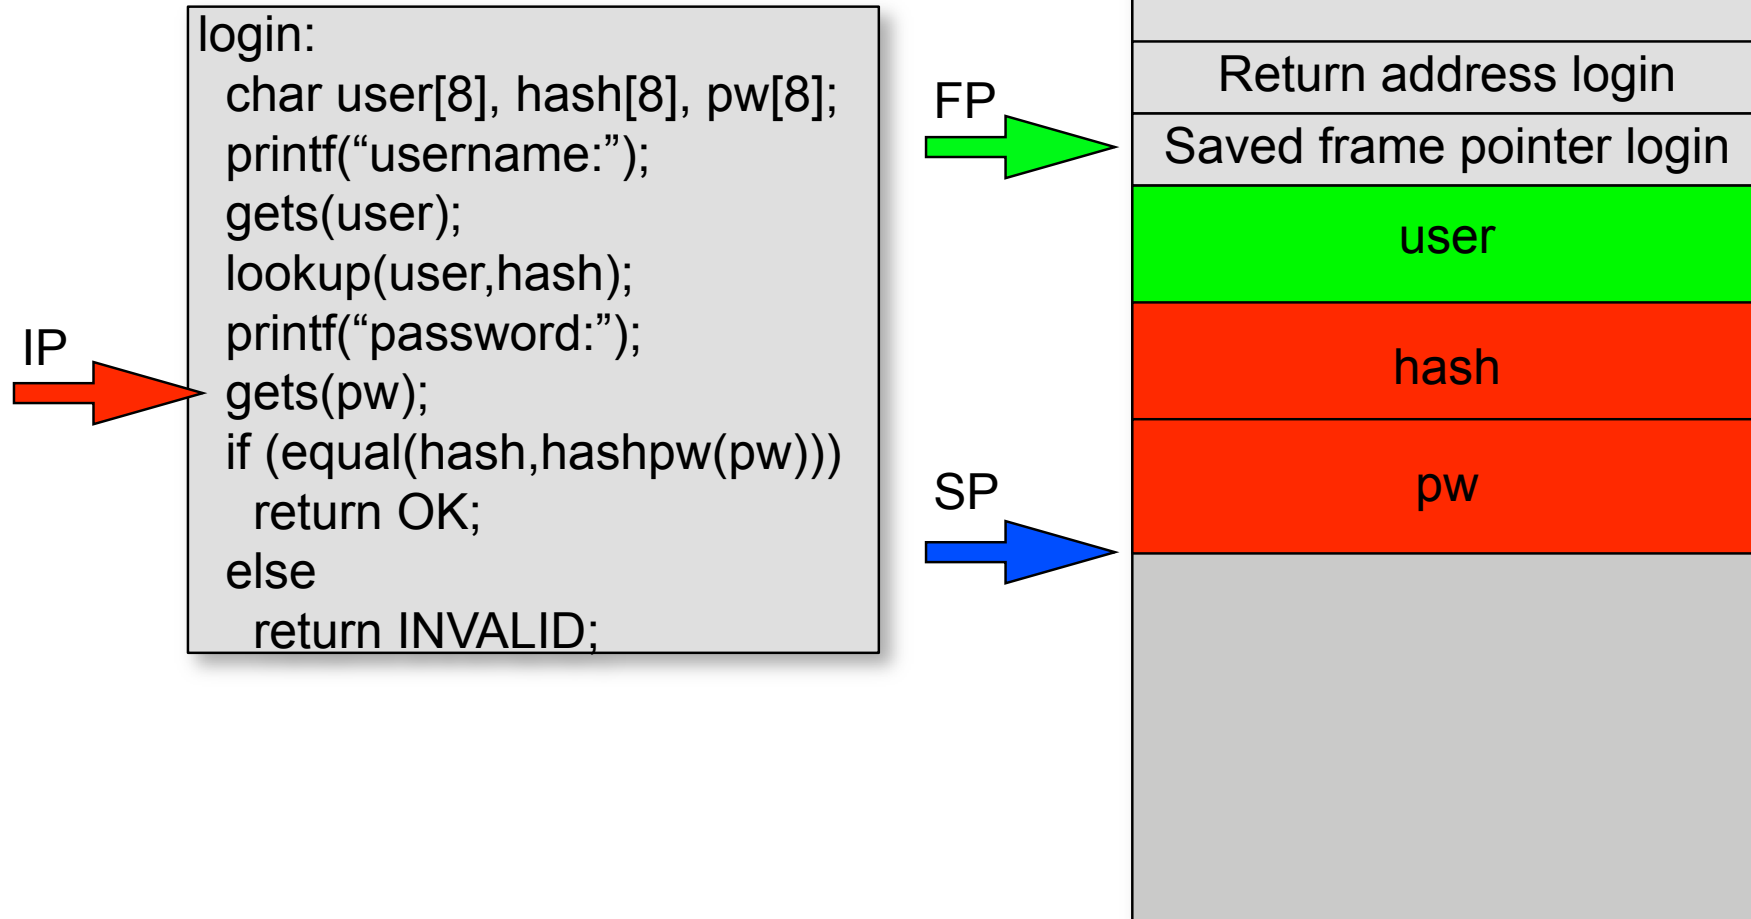 login:
char user[8], hash[8], pw[8];
printf(“username:”);
gets(user);
lookup(user,hash);
printf(“password:”);
gets(pw);
if (equal(hash,hashpw(pw)))
return OK;
else
return INVALID;
IP
FP
SP
Return address login
Saved frame pointer login
user
hash
pw